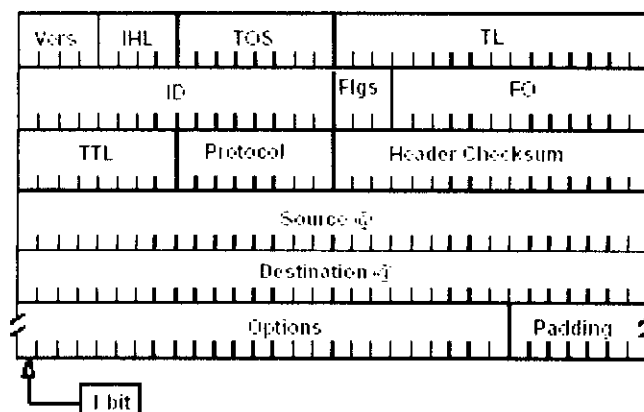 Vers IHL TOS TL
ID Flgs FO
TTL Protocol Header Checksum
Source @
Destination @
Options Padding
1 bit